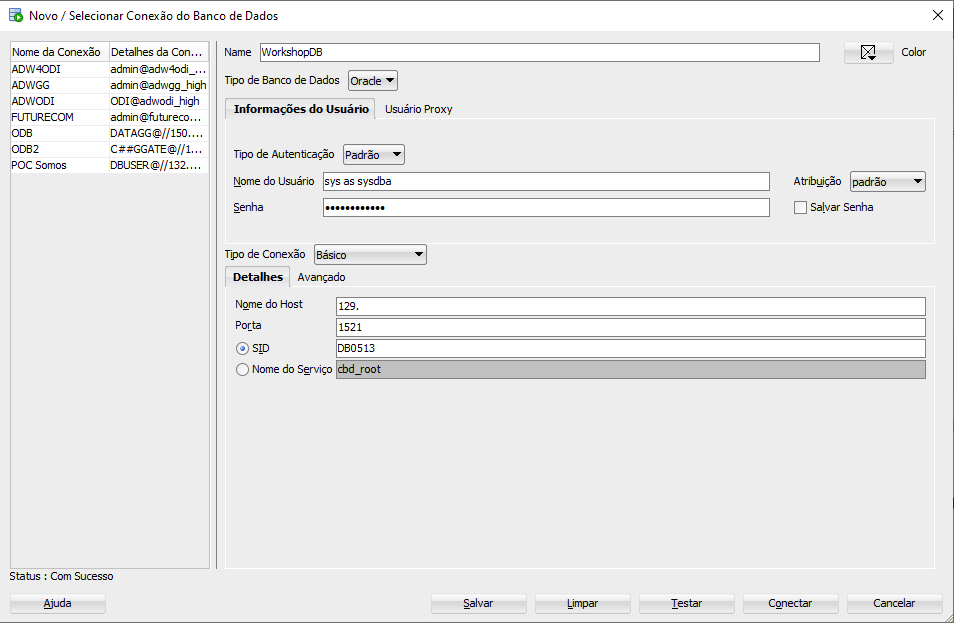 Novo / Selecionar Conexão do Banco de Dados
Nome da Conexão Detalhes da Con...
ADW4ODI admin@adw4odi_...
ADWGG admin@adwgg_high
ADWODI ODI@adwodi_high
FUTURECOM admin@futureco...
ODB DATAGG@//150....
ODB2 C##GGATE@//1...
POC Somos DBUSER@//132....
Name WorkshopDB Color
Tipo de Banco de Dados Oracle
Informações do Usuário Usuário Proxy
Tipo de Autenticação Padrão
Nome do Usuário sys as sysdba Atribuição padrão
Senha •••••••••••• Salvar Senha
Tipo de Conexão Básico
Detalhes Avançado
Nome do Host 129.
Porta 1521
SID DB0513
Nome do Serviço cbd_root
Status : Com Sucesso
Ajuda Salvar Limpar Testar Conectar Cancelar